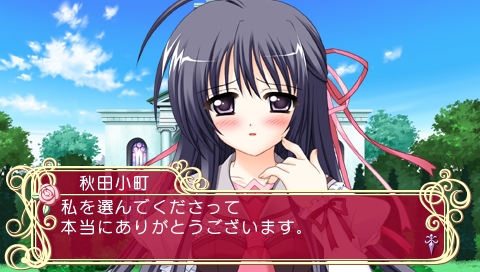 秋田小町
私を選んでくださって
本当にありがとうございます。